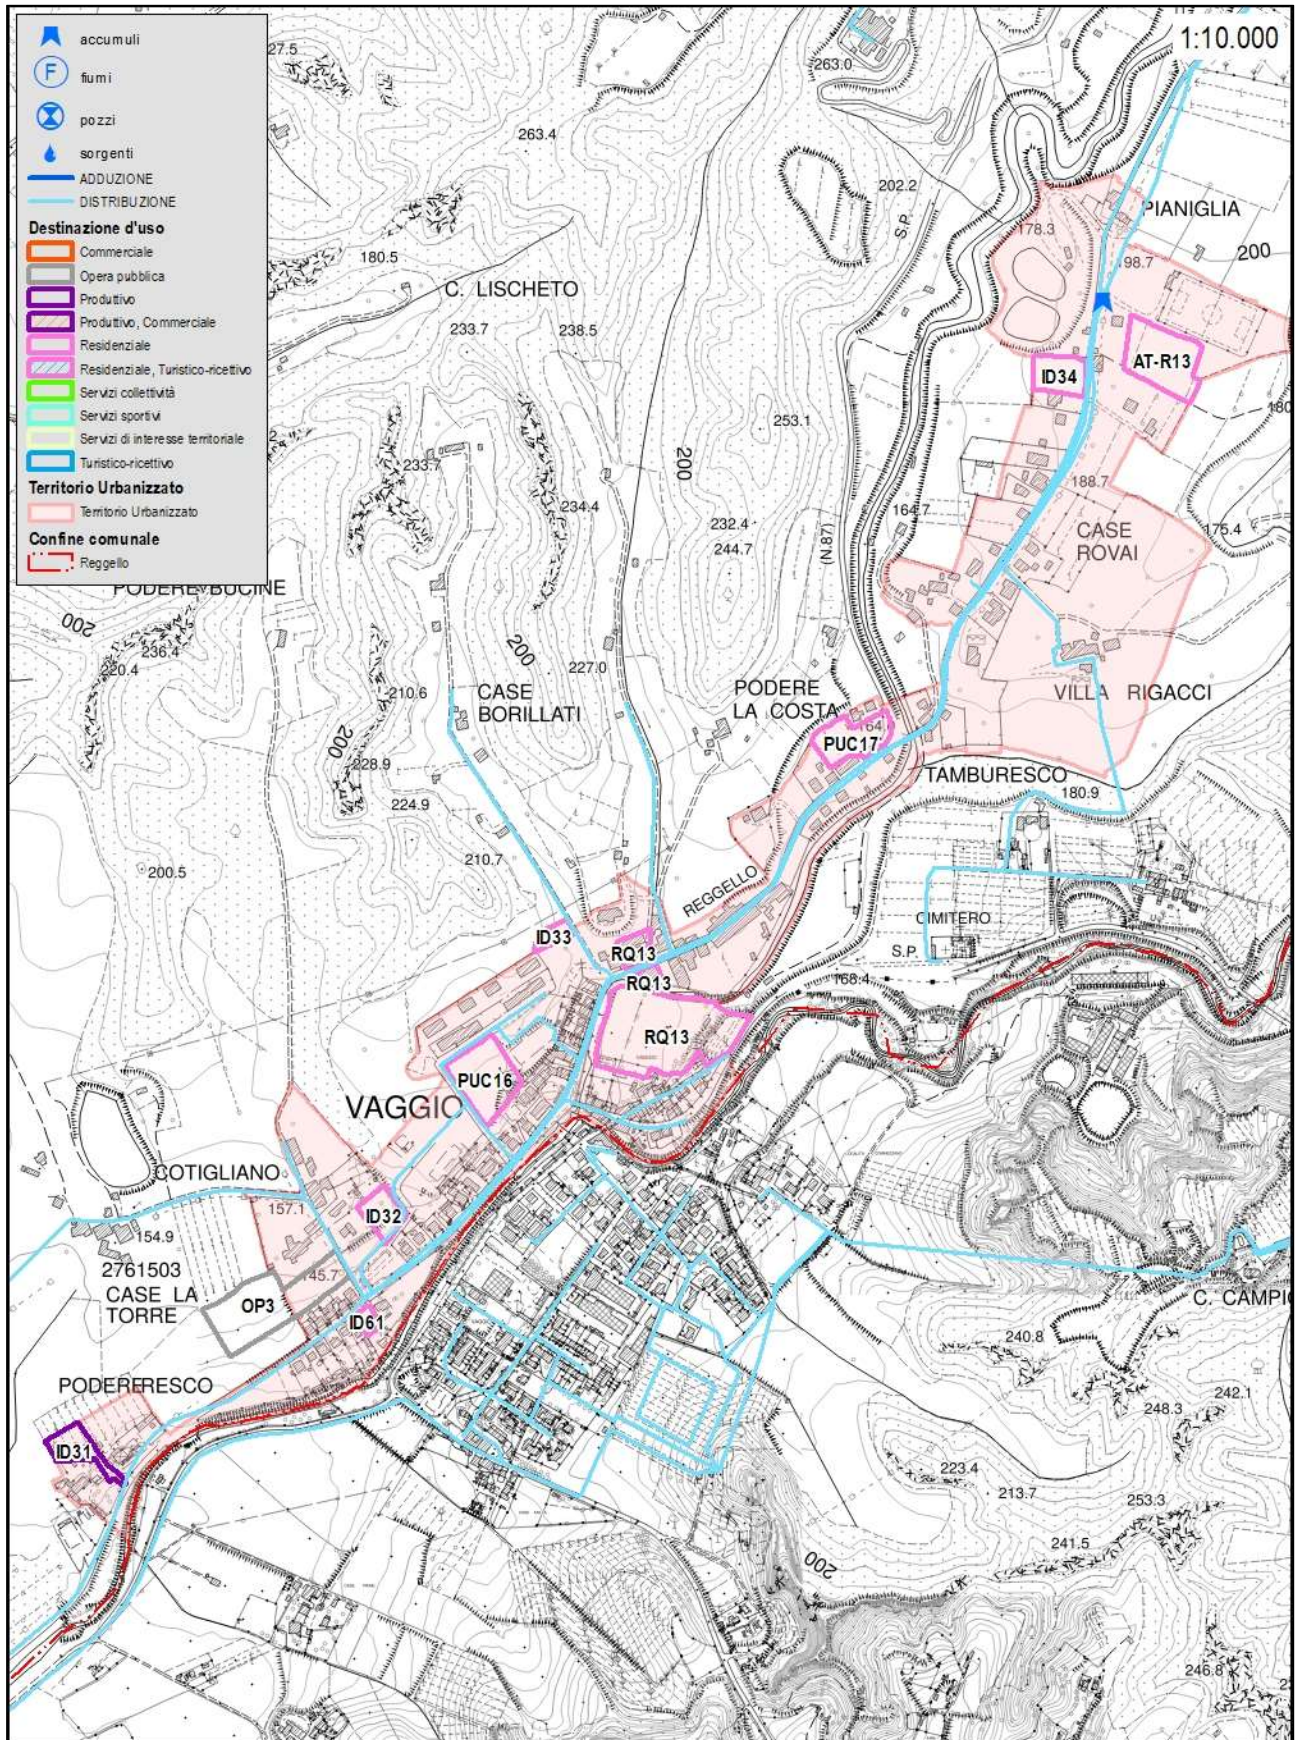 1:10.000
accumuli
F
fiumi
pozzi
sorgenti
ADDUZIONE
DISTRIBUZIONE
Destinazione d'uso
Commerciale
Opera pubblica
Produttivo
Produttivo, Commerciale
Residenziale
Residenziale, Turistico-ricettivo
Servizi collettività
Servizi sportivi
Servizi di interesse territoriale
Turistico-ricettivo
Territorio Urbanizzato
Territorio Urbanizzato
Confine comunale
Reggello
27.5
263.0
263.4
202.2
S.P.
PIANIGLIA
178.3
198.7
200
180.5
C. LISCHETO
233.7
238.5
ID34
AT-R13
180
253.1
233.7
200
234.4
232.4
244.7
(N.87)
164.7
188.7
CASE
ROVAI
175.4
PODERE BUCINE
200
236.4
220.4
200
227.0
210.6
CASE
BORILLATI
PODERE
LA COSTA
VILLA RIGACCI
164.
PUC17
200
228.9
224.9
TAMBURESCO
180.9
210.7
200.5
REGGELLO
CIMITERO
S.P.
ID33
RQ13
RQ13
168.4
RQ13
PUC16
VAGGIO
COTIGLIANO
157.1
ID32
154.9
2761503
CASE LA
TORRE
145.7
OP3
ID61
C. CAMPIO
240.8
PODERERESCO
242.1
248.3
ID31
223.4
213.7
253.3
241.5
200
246.8